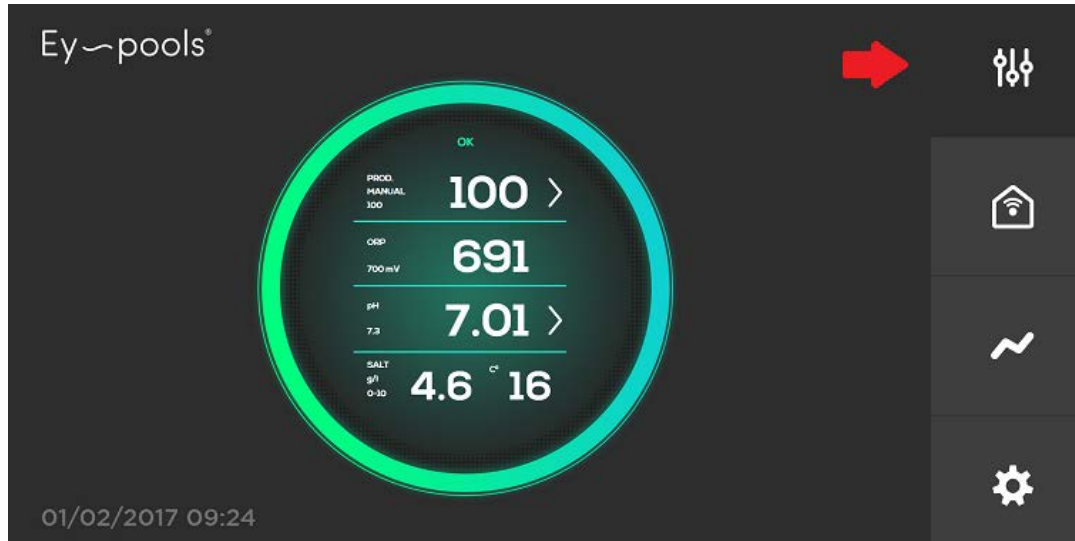 Ey~pools®
OK
PROD.
MANUAL
100
100 >
ORP
700 mV
691
pH
7.3
7.01 >
SALT
g/l
0-10
4.6 C° 16
01/02/2017 09:24